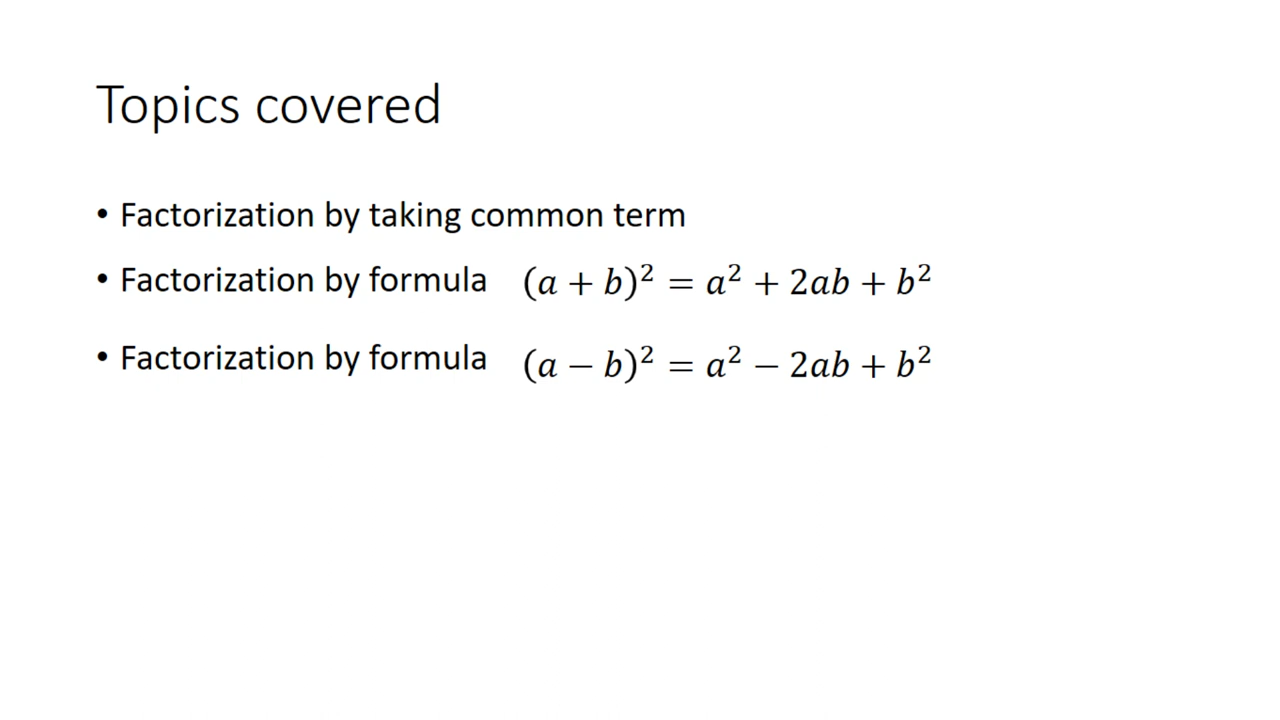 Topics covered
• Factorization by taking common term
• Factorization by formula (a + b)² = a² + 2ab + b²
• Factorization by formula (a − b)² = a² − 2ab + b²